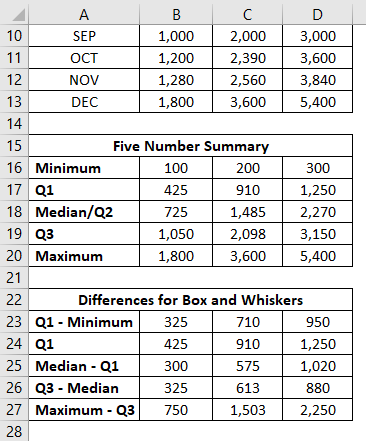 A B C D
10 SEP 1,000 2,000 3,000
11 OCT 1,200 2,390 3,600
12 NOV 1,280 2,560 3,840
13 DEC 1,800 3,600 5,400
14
15 Five Number Summary
16 Minimum 100 200 300
17 Q1 425 910 1,250
18 Median/Q2 725 1,485 2,270
19 Q3 1,050 2,098 3,150
20 Maximum 1,800 3,600 5,400
21
22 Differences for Box and Whiskers
23 Q1 - Minimum 325 710 950
24 Q1 425 910 1,250
25 Median - Q1 300 575 1,020
26 Q3 - Median 325 613 880
27 Maximum - Q3 750 1,503 2,250
28